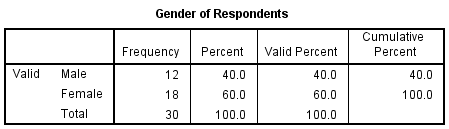 Gender of Respondents
Cumulative
Frequency Percent Valid Percent Percent
Valid Male 12 40.0 40.0 40.0
Female 18 60.0 60.0 100.0
Total 30 100.0 100.0